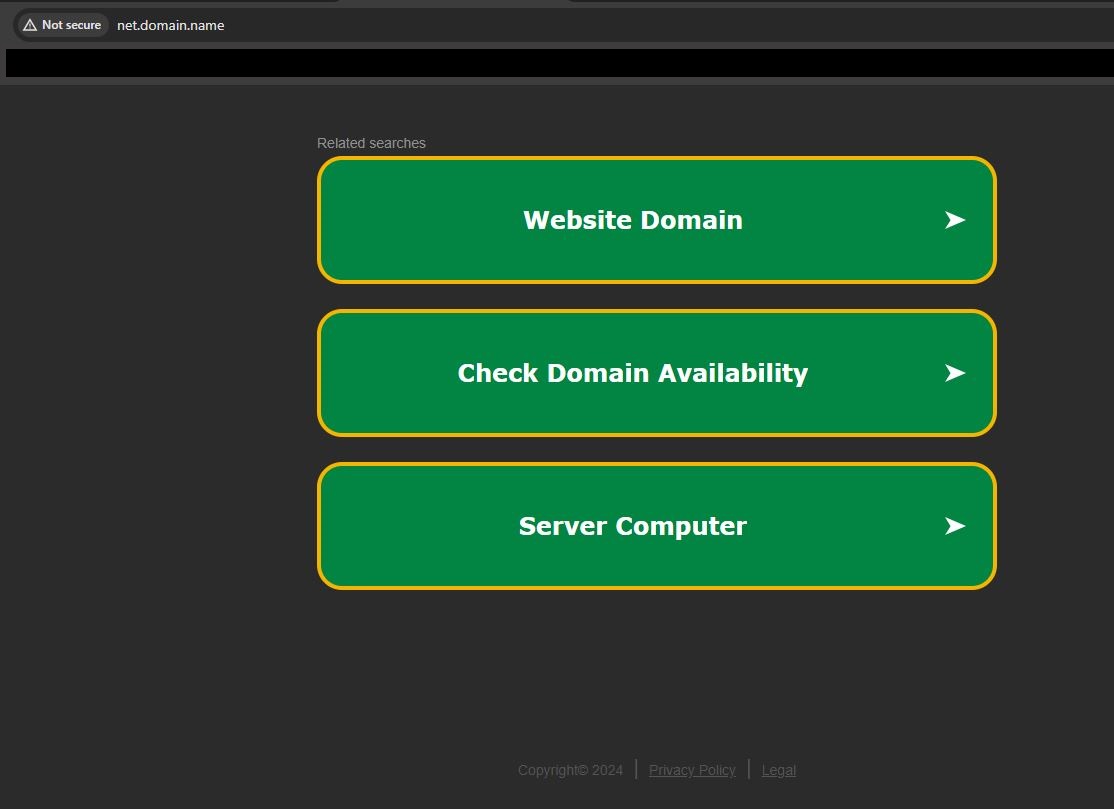 Not secure net.domain.name
Related searches
Website Domain
Check Domain Availability
Server Computer
Copyright© 2024 | Privacy Policy | Legal